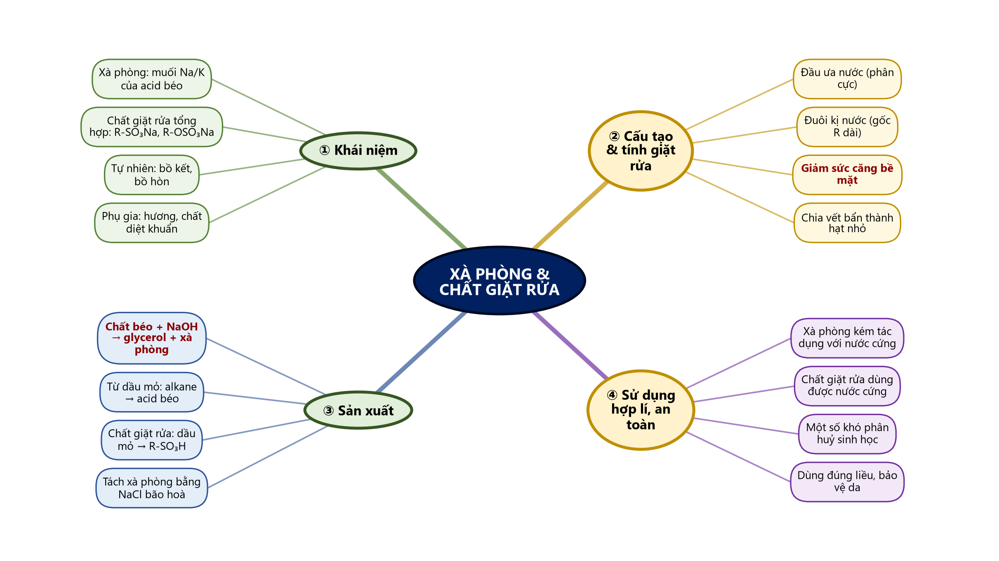 XÀ PHÒNG &
CHẤT GIẶT RỬA
① Khái niệm
Xà phòng: muối Na/K
của acid béo
Chất giặt rửa tổng
hợp: R-SO₃Na, R-OSO₃Na
Tự nhiên: bồ kết,
bồ hòn
Phụ gia: hương, chất
diệt khuẩn
② Cấu tạo
& tính giặt
rửa
Đầu ưa nước (phân
cực)
Đuôi kị nước (gốc
R dài)
Giảm sức căng bề
mặt
Chia vết bẩn thành
hạt nhỏ
③ Sản xuất
Chất béo + NaOH
→ glycerol + xà
phòng
Từ dầu mỏ: alkane
→ acid béo
Chất giặt rửa: dầu
mỏ → R-SO₃H
Tách xà phòng bằng
NaCl bão hoà
④ Sử dụng
hợp lí, an
toàn
Xà phòng kém tác
dụng với nước cứng
Chất giặt rửa dùng
được nước cứng
Một số khó phân
huỷ sinh học
Dùng đúng liều, bảo
vệ da